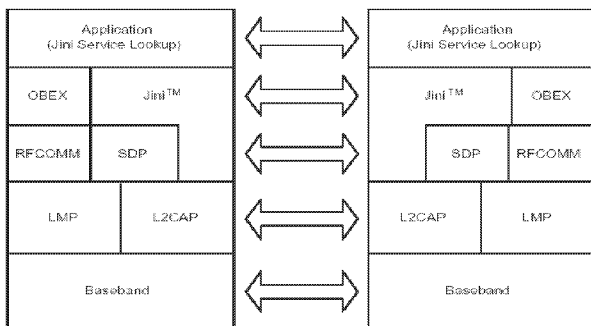 Application
(Jini Service Lookup)
Application
(Jini Service Lookup)
OBEX
Jini™
Jini™
OBEX
RFCOMM
SDP
SDP
RFCOMM
LMP
L2CAP
L2CAP
LMP
Baseband
Baseband